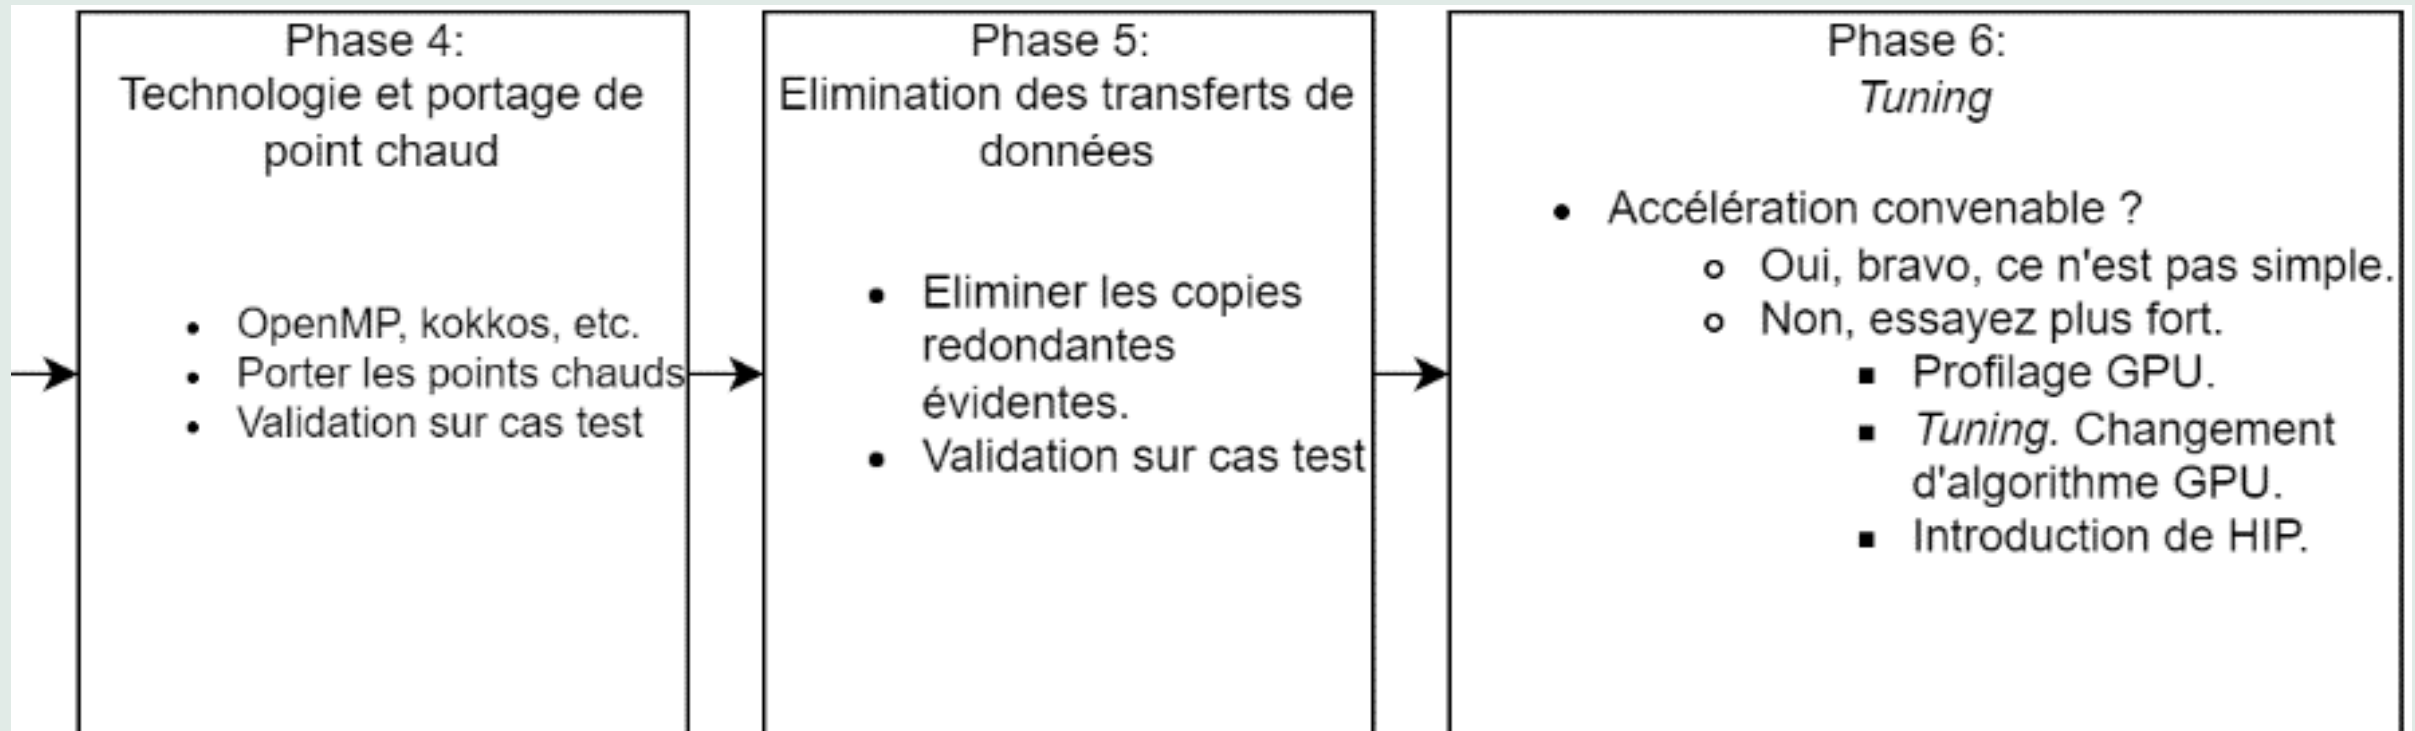 Phase 4:
Technologie et portage de
point chaud
OpenMP, kokkos, etc.
Porter les points chauds
Validation sur cas test
Phase 5:
Elimination des transferts de
données
Eliminer les copies
redondantes
évidentes.
Validation sur cas test
Phase 6:
Tuning
Accélération convenable ?
Oui, bravo, ce n'est pas simple.
Non, essayez plus fort.
Profilage GPU.
Tuning. Changement
d'algorithme GPU.
Introduction de HIP.